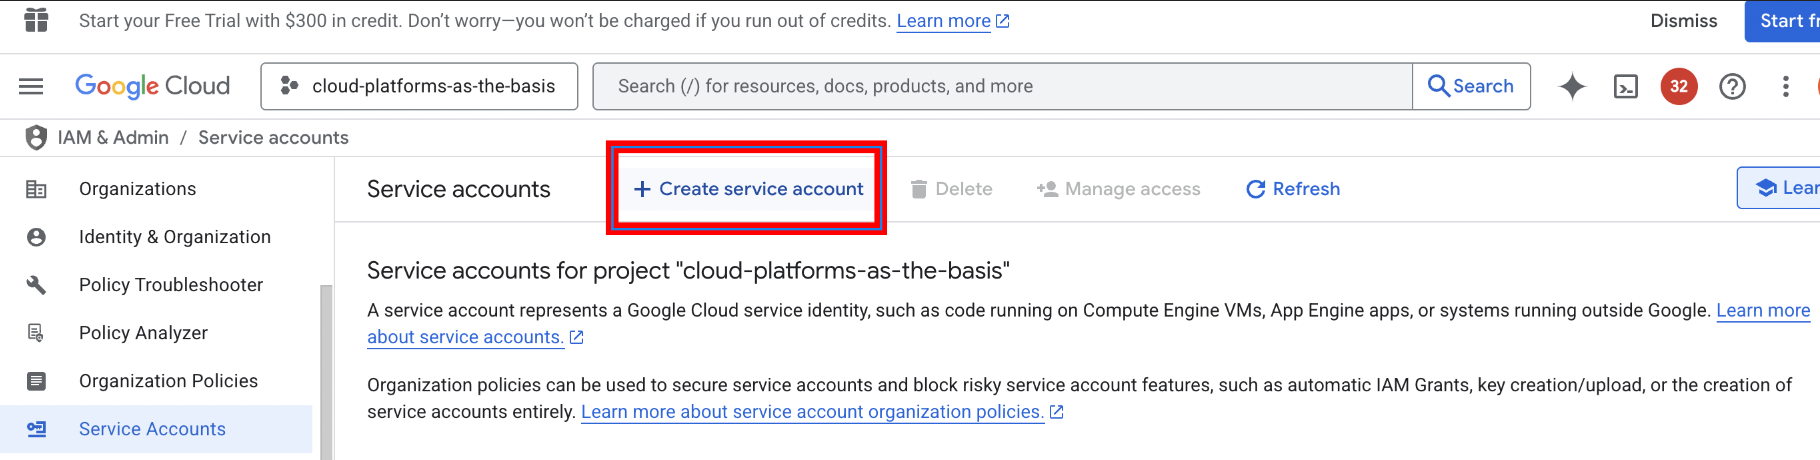 Start your Free Trial with $300 in credit. Don’t worry—you won’t be charged if you run out of credits. Learn more
Dismiss
Start
Google Cloud
cloud-platforms-as-the-basis
Search (/) for resources, docs, products, and more
Search
32
IAM & Admin / Service accounts
Organizations
Identity & Organization
Policy Troubleshooter
Policy Analyzer
Organization Policies
Service Accounts
Service accounts
+ Create service account
Delete
Manage access
Refresh
Service accounts for project "cloud-platforms-as-the-basis"
A service account represents a Google Cloud service identity, such as code running on Compute Engine VMs, App Engine apps, or systems running outside Google. Learn more
about service accounts.
Organization policies can be used to secure service accounts and block risky service account features, such as automatic IAM Grants, key creation/upload, or the creation of
service accounts entirely. Learn more about service account organization policies.